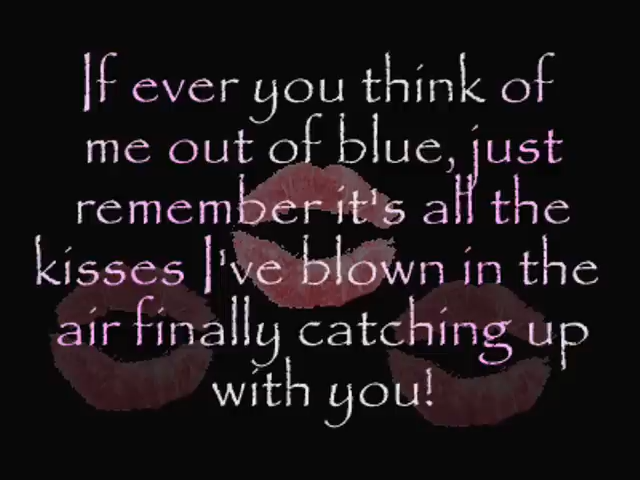 If ever you think of
me out of blue, just
remember it's all the
kisses I've blown in the
air finally catching up
with you!